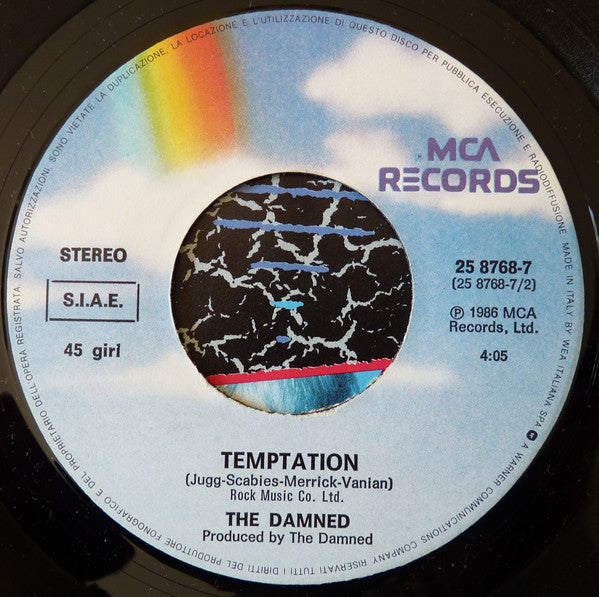 SONO VIETATE LA DUPLICAZIONE, LA LOCAZIONE E L'UTILIZZAZIONE DI QUESTO DISCO PER PUBBLICA ESECUZIONE E RADIODIFFUSIONE. MADE IN ITALY BY WEA ITALIANA SPA A WARNER COMMUNICATIONS COMPANY RISERVATI TUTTI I DIRITTI DEL PRODUTTORE FONOGRAFICO E DEL PROPRIETARIO DELL'OPERA REGISTRATA. SALVO AUTORIZZAZIONI
MCA
RECORDS
STEREO
S.I.A.E.
45 giri
25 8768-7
(25 8768-7/2)
℗ 1986 MCA
Records, Ltd.
4:05
TEMPTATION
(Jugg-Scabies-Merrick-Vanian)
Rock Music Co. Ltd.
THE DAMNED
Produced by The Damned